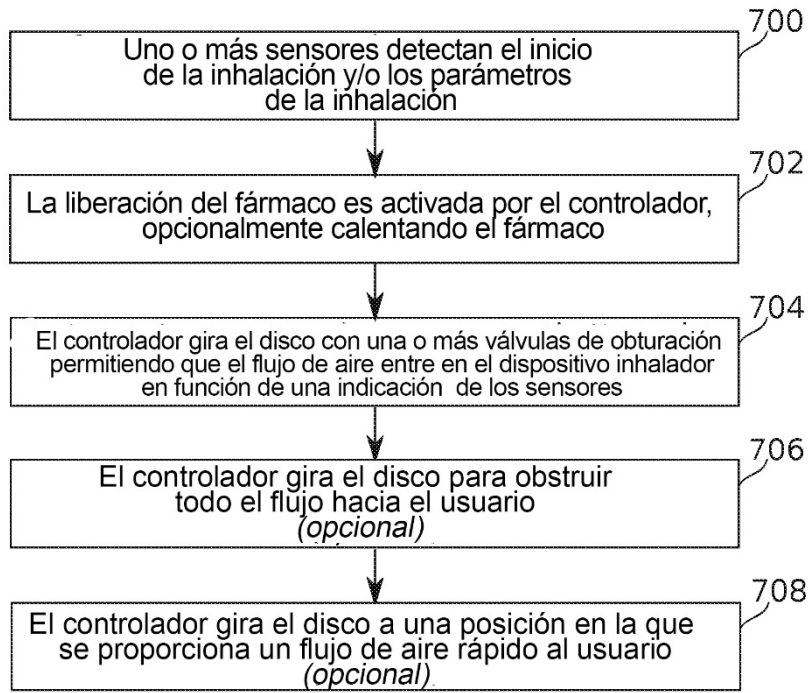 700
Uno o más sensores detectan el inicio
de la inhalación y/o los parámetros
de la inhalación
702
La liberación del fármaco es activada por el controlador,
opcionalmente calentando el fármaco
704
El controlador gira el disco con una o más válvulas de obturación
permitiendo que el flujo de aire entre en el dispositivo inhalador
en función de una indicación de los sensores
706
El controlador gira el disco para obstruir
todo el flujo hacia el usuario
(opcional)
708
El controlador gira el disco a una posición en la que
se proporciona un flujo de aire rápido al usuario
(opcional)